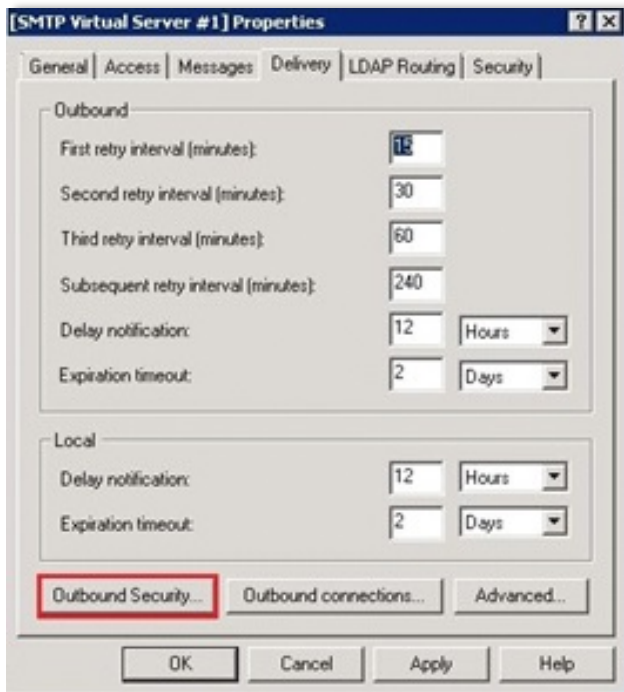 [SMTP Virtual Server #1] Properties
General Access Messages Delivery LDAP Routing Security
Outbound
First retry interval (minutes): 15
Second retry interval (minutes): 30
Third retry interval (minutes): 60
Subsequent retry interval (minutes): 240
Delay notification: 12 Hours
Expiration timeout: 2 Days
Local
Delay notification: 12 Hours
Expiration timeout: 2 Days
Outbound Security... Outbound connections... Advanced...
OK Cancel Apply Help